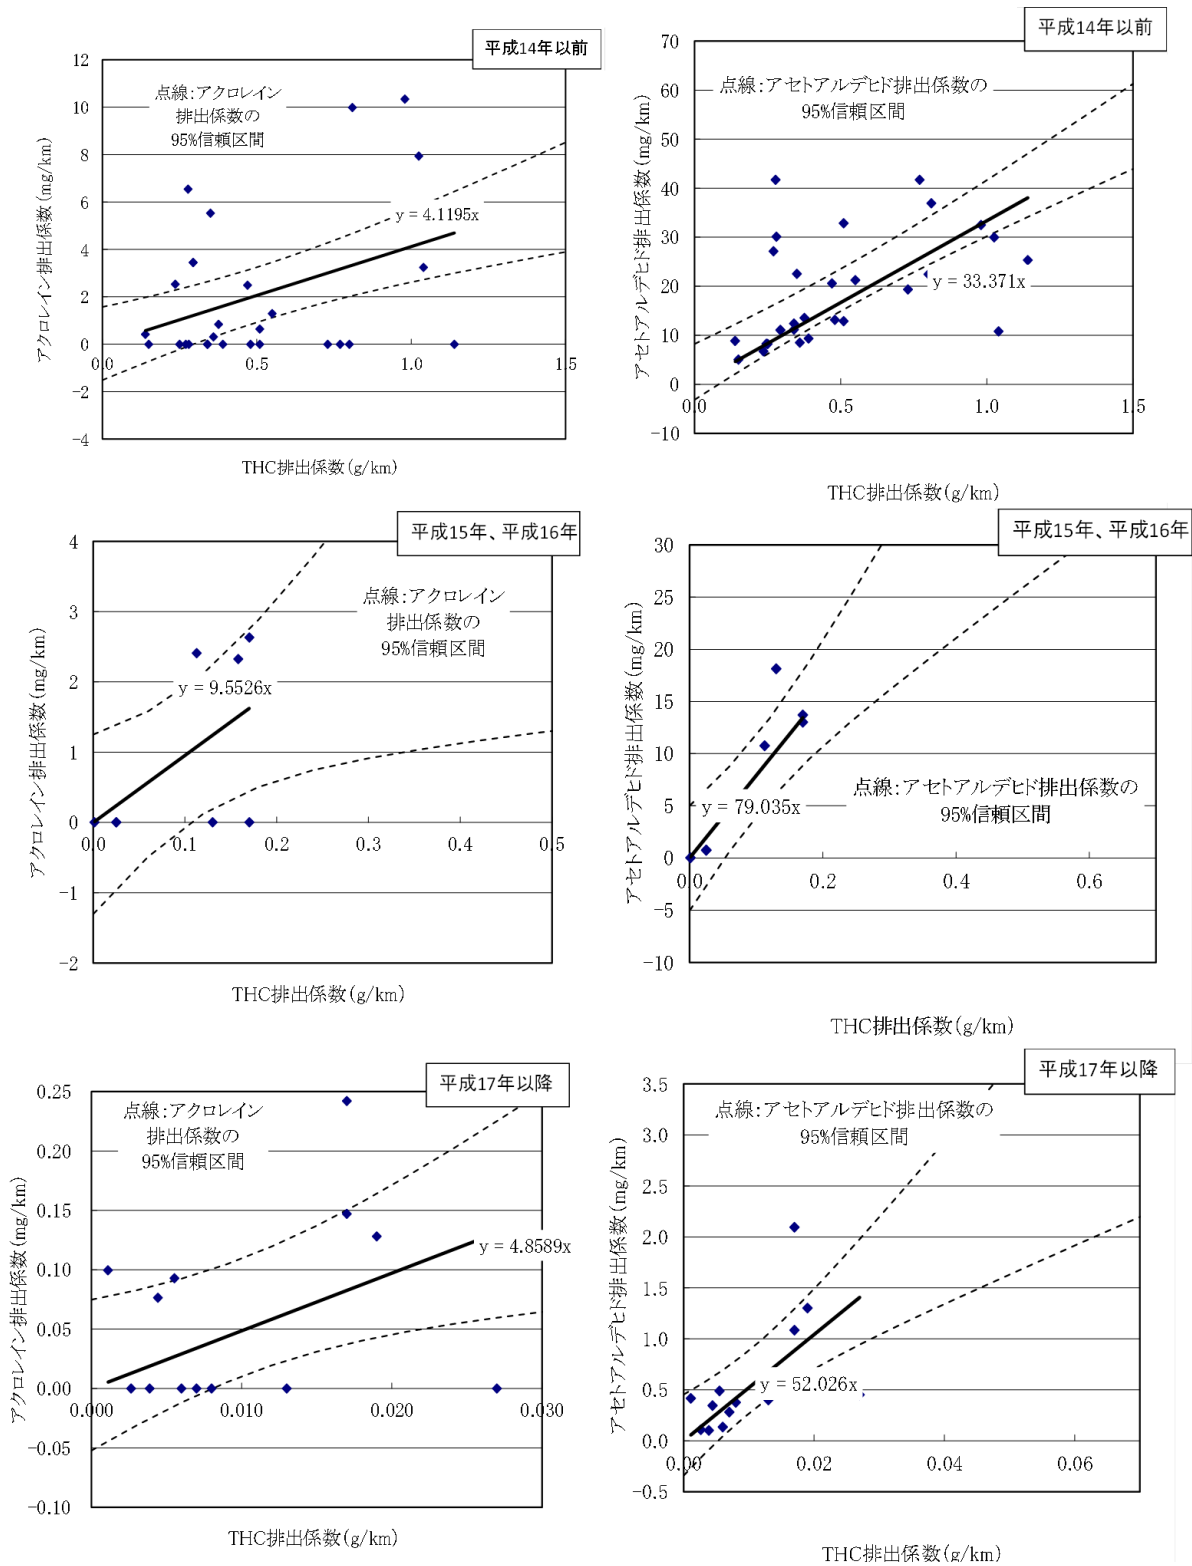 平成14年以前
12
10
8
6
4
2
0
-2
-4
点線:アクロレイン
排出係数の
95%信頼区間
y = 4.1195x
0.0
0.5
1.0
1.5
アクロレイン排出係数(mg/km)
THC排出係数(g/km)
平成14年以前
70
60
50
40
30
20
10
0
-10
点線:アセトアルデヒド排出係数の
95%信頼区間
y = 33.371x
0.0
0.5
1.0
1.5
アセトアルデヒド排出係数(mg/km)
THC排出係数(g/km)
平成15年、平成16年
4
3
2
1
0
-1
-2
点線:アクロレイン
排出係数の
95%信頼区間
y = 9.5526x
0.0
0.1
0.2
0.3
0.4
0.5
アクロレイン排出係数(mg/km)
THC排出係数(g/km)
平成15年、平成16年
30
25
20
15
10
5
0
-5
-10
点線:アセトアルデヒド排出係数の
95%信頼区間
y = 79.035x
0.0
0.2
0.4
0.6
アセトアルデヒド排出係数(mg/km)
THC排出係数(g/km)
平成17年以降
0.25
0.20
0.15
0.10
0.05
0.00
-0.05
-0.10
点線:アクロレイン
排出係数の
95%信頼区間
y = 4.8589x
0.000
0.010
0.020
0.030
アクロレイン排出係数(mg/km)
THC排出係数(g/km)
平成17年以降
3.5
3.0
2.5
2.0
1.5
1.0
0.5
0.0
-0.5
点線:アセトアルデヒド排出係数の
95%信頼区間
y = 52.026x
0.00
0.02
0.04
0.06
アセトアルデヒド排出係数(mg/km)
THC排出係数(g/km)